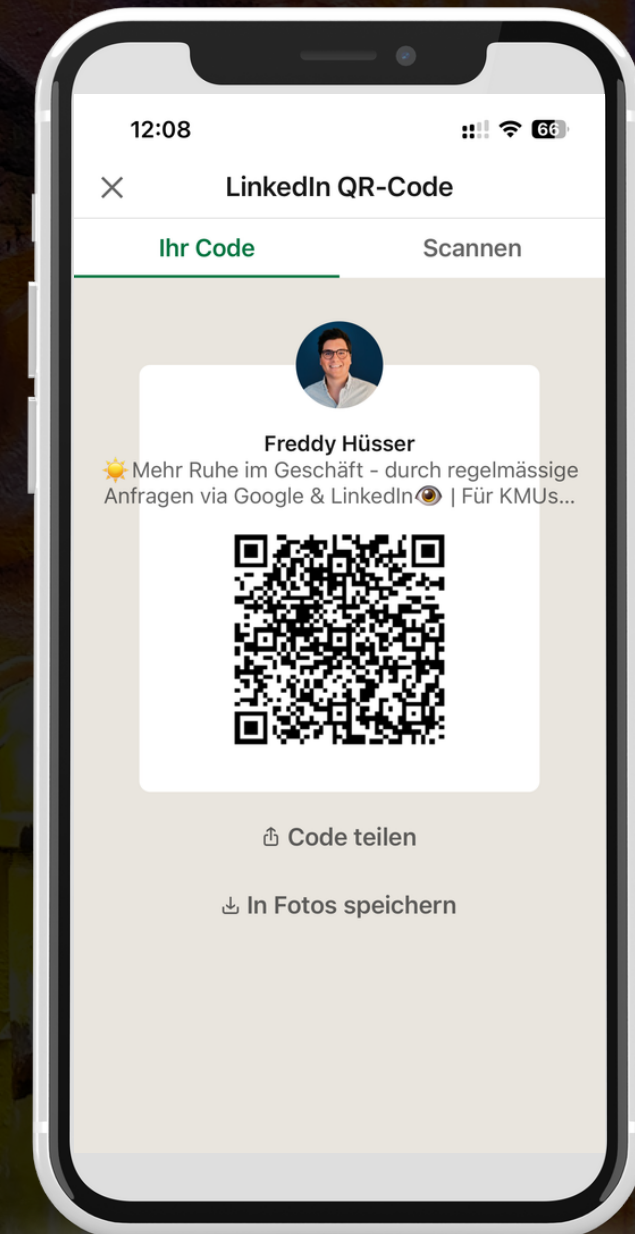 12:08
66
LinkedIn QR-Code
Ihr Code
Scannen
Freddy Hüsser
☀️Mehr Ruhe im Geschäft - durch regelmässige
Anfragen via Google & LinkedIn👁️ | Für KMUs...
Code teilen
In Fotos speichern